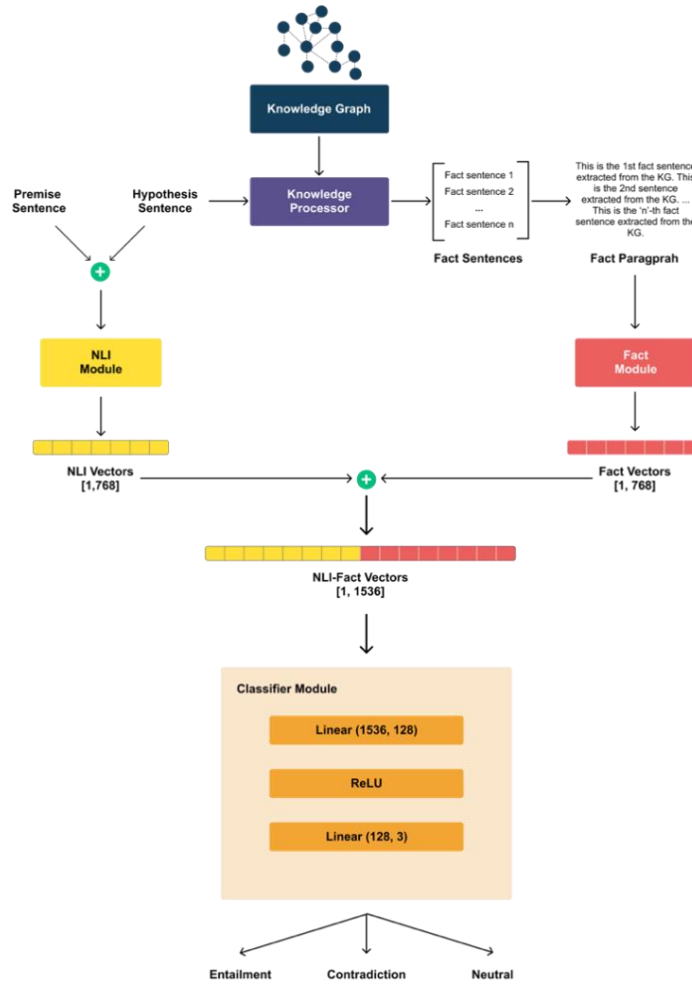 Knowledge Graph
Premise
Sentence
Hypothesis
Sentence
Knowledge
Processor
Fact sentence 1
Fact sentence 2
...
Fact sentence n
Fact Sentences
This is the 1st fact sentence
extracted from the KG. This
is the 2nd sentence
extracted from the KG. ...
This is the 'n'-th fact
sentence extracted from the
KG.
Fact Paragprah
+
NLI
Module
Fact
Module
NLI Vectors
[1,768]
+
Fact Vectors
[1, 768]
NLI-Fact Vectors
[1, 1536]
Classifier Module
Linear (1536, 128)
ReLU
Linear (128, 3)
Entailment
Contradiction
Neutral